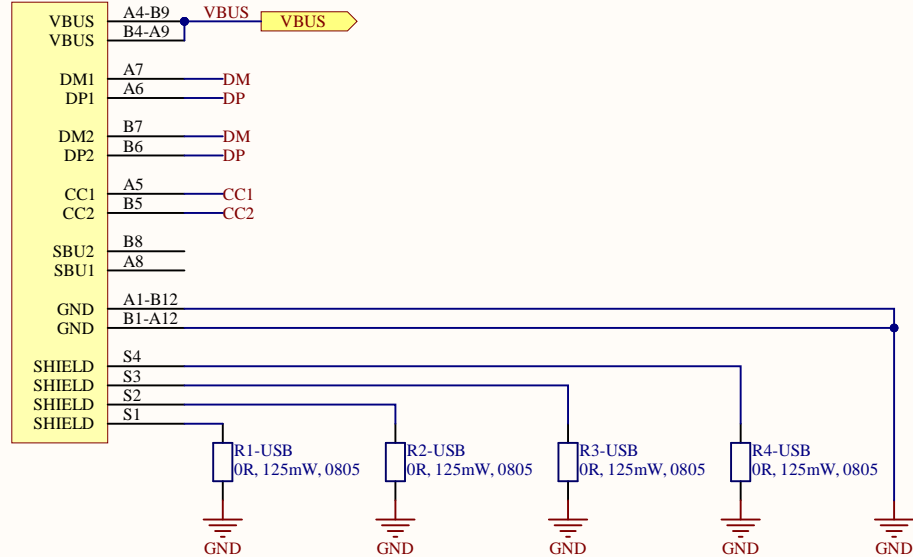 VBUS A4-B9 VBUS VBUS
VBUS B4-A9
DM1 A7 DM
DP1 A6 DP
DM2 B7 DM
DP2 B6 DP
CC1 A5 CC1
CC2 B5 CC2
SBU2 B8
SBU1 A8
GND A1-B12
GND B1-A12
SHIELD S4
SHIELD S3
SHIELD S2
SHIELD S1
R1-USB R2-USB R3-USB R4-USB
0R, 125mW, 0805 0R, 125mW, 0805 0R, 125mW, 0805 0R, 125mW, 0805
GND GND GND GND GND